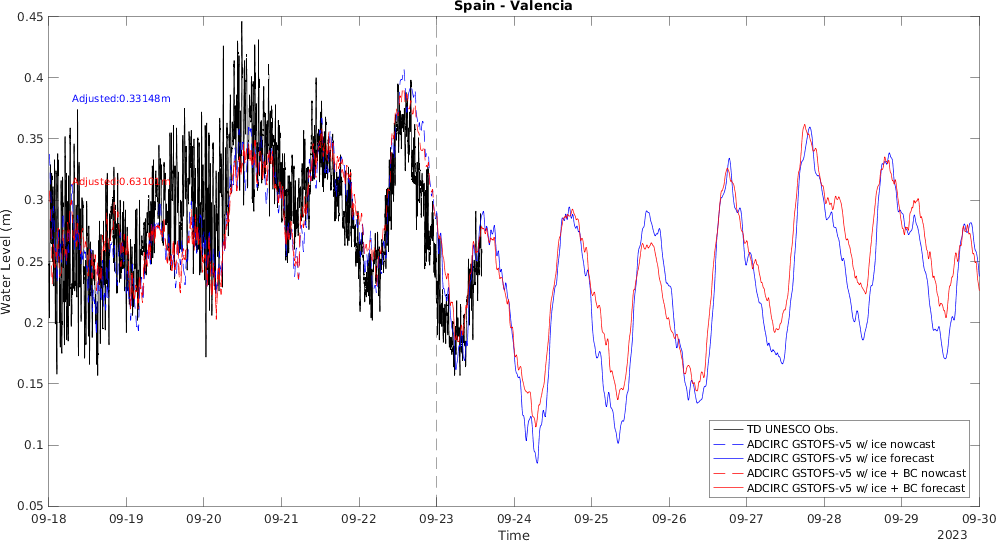 Spain - Valencia
Water Level (m)
0.45
0.4
0.35
0.3
0.25
0.2
0.15
0.1
0.05
Adjusted:0.33148m
TD UNESCO Obs.
ADCIRC GSTOFS-v5 w/ ice nowcast
ADCIRC GSTOFS-v5 w/ ice forecast
ADCIRC GSTOFS-v5 w/ ice + BC nowcast
ADCIRC GSTOFS-v5 w/ ice + BC forecast
09-18 09-19 09-20 09-21 09-22 09-23 09-24 09-25 09-26 09-27 09-28 09-29 09-30
Time
2023